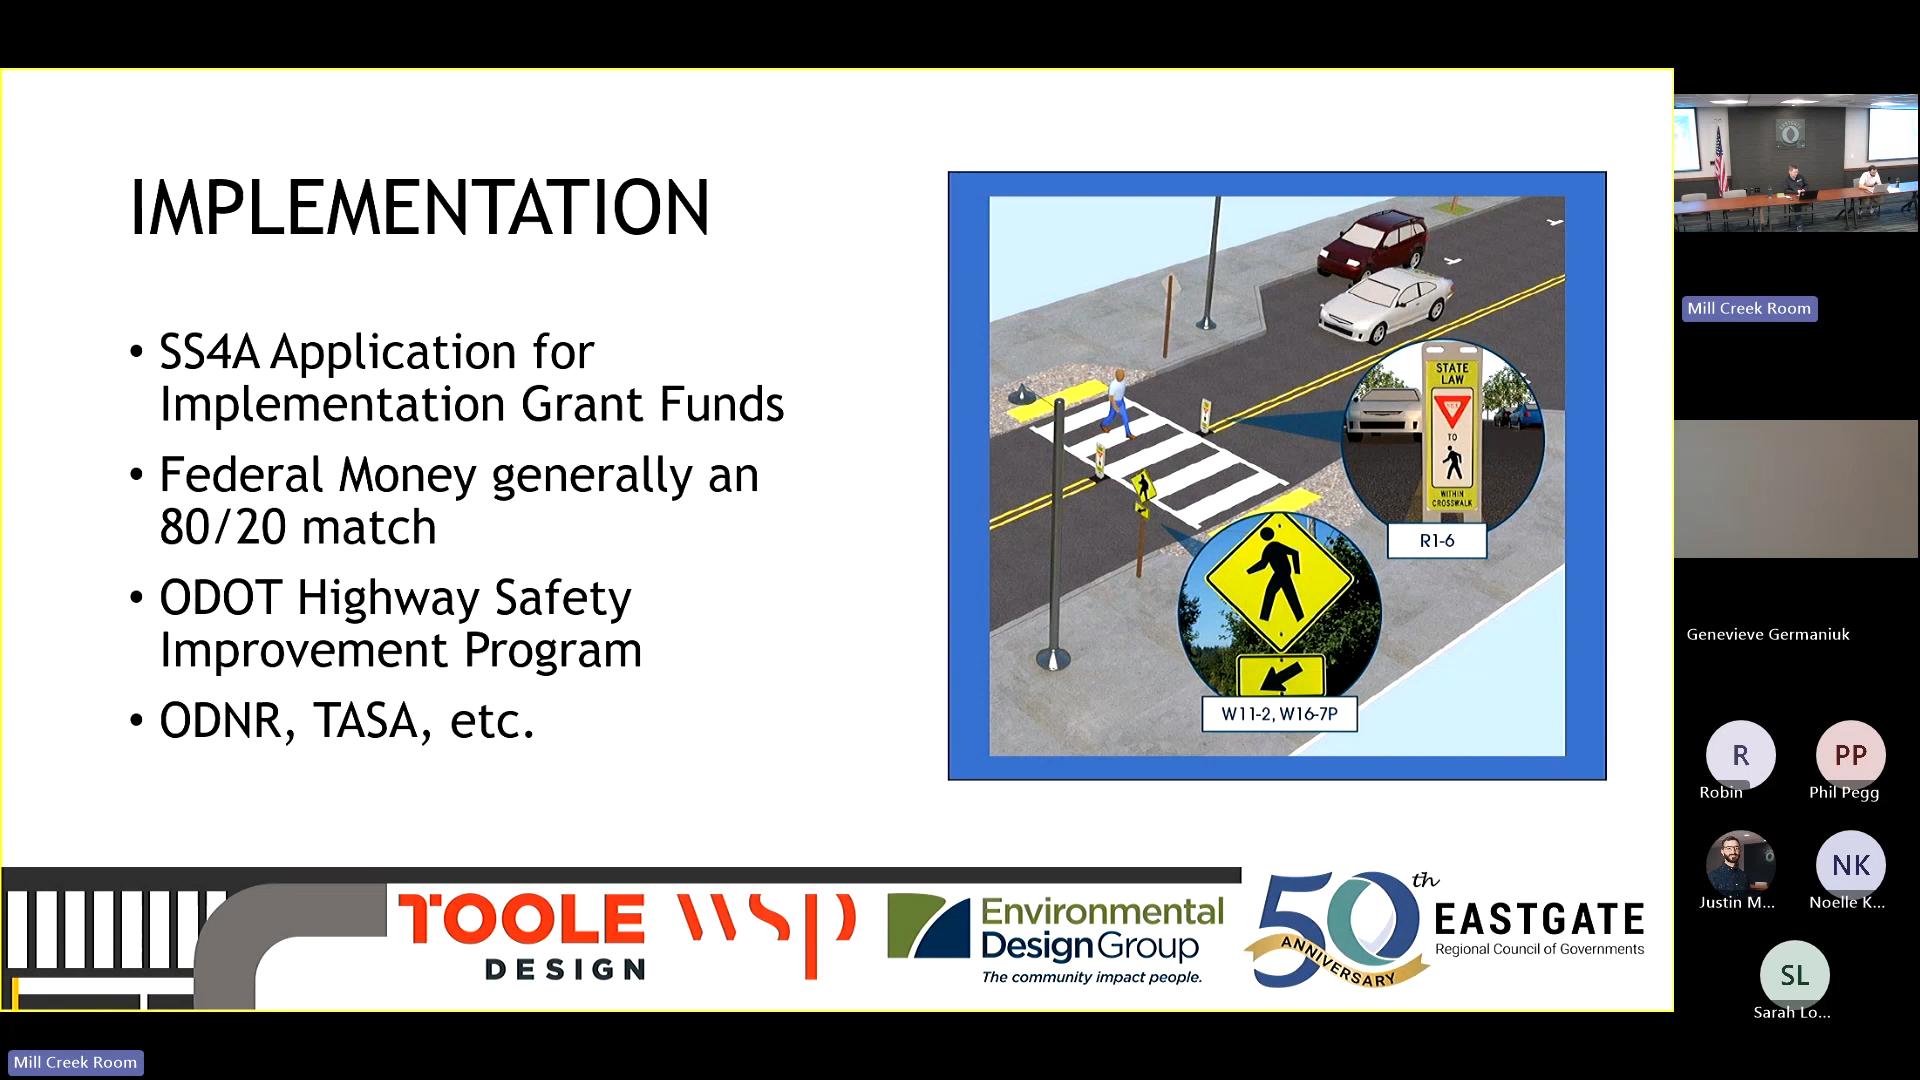 IMPLEMENTATION
• SS4A Application for
Implementation Grant Funds
• Federal Money generally an
80/20 match
• ODOT Highway Safety
Improvement Program
• ODNR, TASA, etc.
STATE
LAW
TO
WITHIN
CROSSWALK
R1-6
W11-2, W16-7P
TOOLE
DESIGN
wsp
Environmental
Design Group
The community impact people.
50th
ANNIVERSARY
EASTGATE
Regional Council of Governments
Mill Creek Room
Genevieve Germaniuk
R
Robin
PP
Phil Pegg
Justin M...
NK
Noelle K...
SL
Sarah Lo...
Mill Creek Room